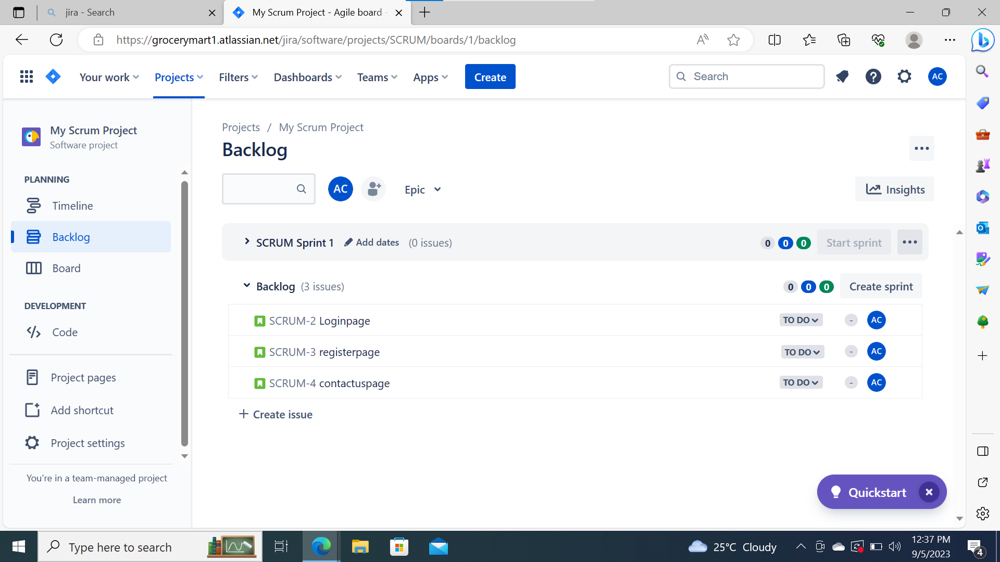 jira - Search
My Scrum Project - Agile board -
https://grocerymart1.atlassian.net/jira/software/projects/SCRUM/boards/1/backlog
Your work
Projects
Filters
Dashboards
Teams
Apps
Create
Search
AC
My Scrum Project
Software project
PLANNING
Timeline
Backlog
Board
DEVELOPMENT
Code
Project pages
Add shortcut
Project settings
You're in a team-managed project
Learn more
Projects / My Scrum Project
Backlog
AC
Epic
Insights
SCRUM Sprint 1 Add dates (0 issues) 0 0 0 Start sprint
Backlog (3 issues) 0 0 0 Create sprint
SCRUM-2 Loginpage TO DO - AC
SCRUM-3 registerpage TO DO - AC
SCRUM-4 contactuspage TO DO - AC
+ Create issue
Quickstart
Type here to search
25°C Cloudy
12:37 PM
9/5/2023
4